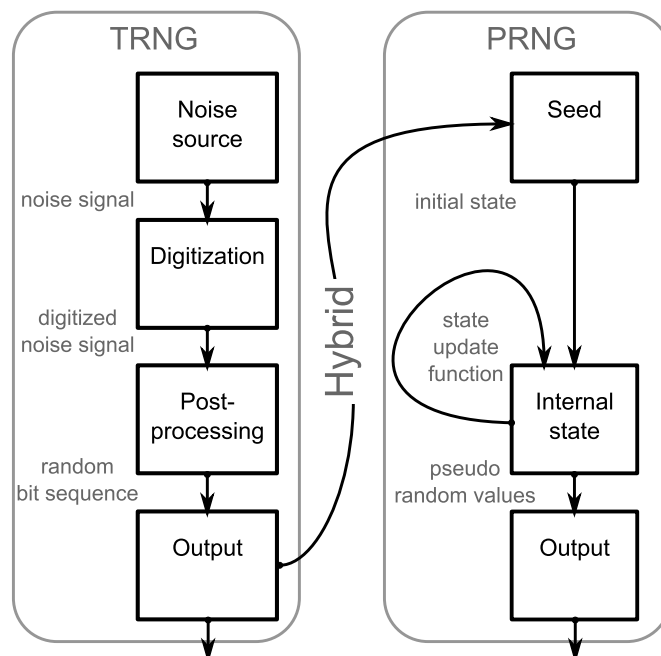 TRNG
Noise
source
noise signal
Digitization
digitized
noise signal
Post-
processing
random
bit sequence
Output
Hybrid
PRNG
Seed
initial state
state
update
function
Internal
state
pseudo
random values
Output